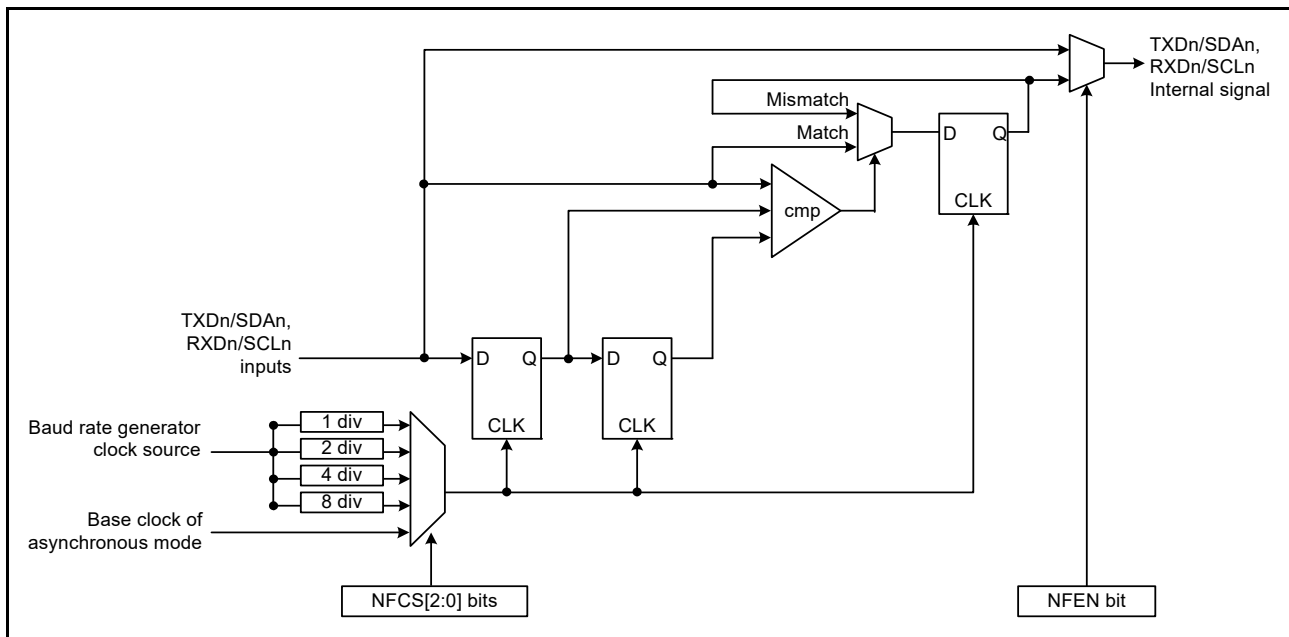 TXDn/SDAn,
RXDn/SCLn
Internal signal
Mismatch
Match
D
Q
CLK
cmp
TXDn/SDAn,
RXDn/SCLn
inputs
D
Q
CLK
D
Q
CLK
Baud rate generator
clock source
1 div
2 div
4 div
8 div
Base clock of
asynchronous mode
NFCS[2:0] bits
NFEN bit